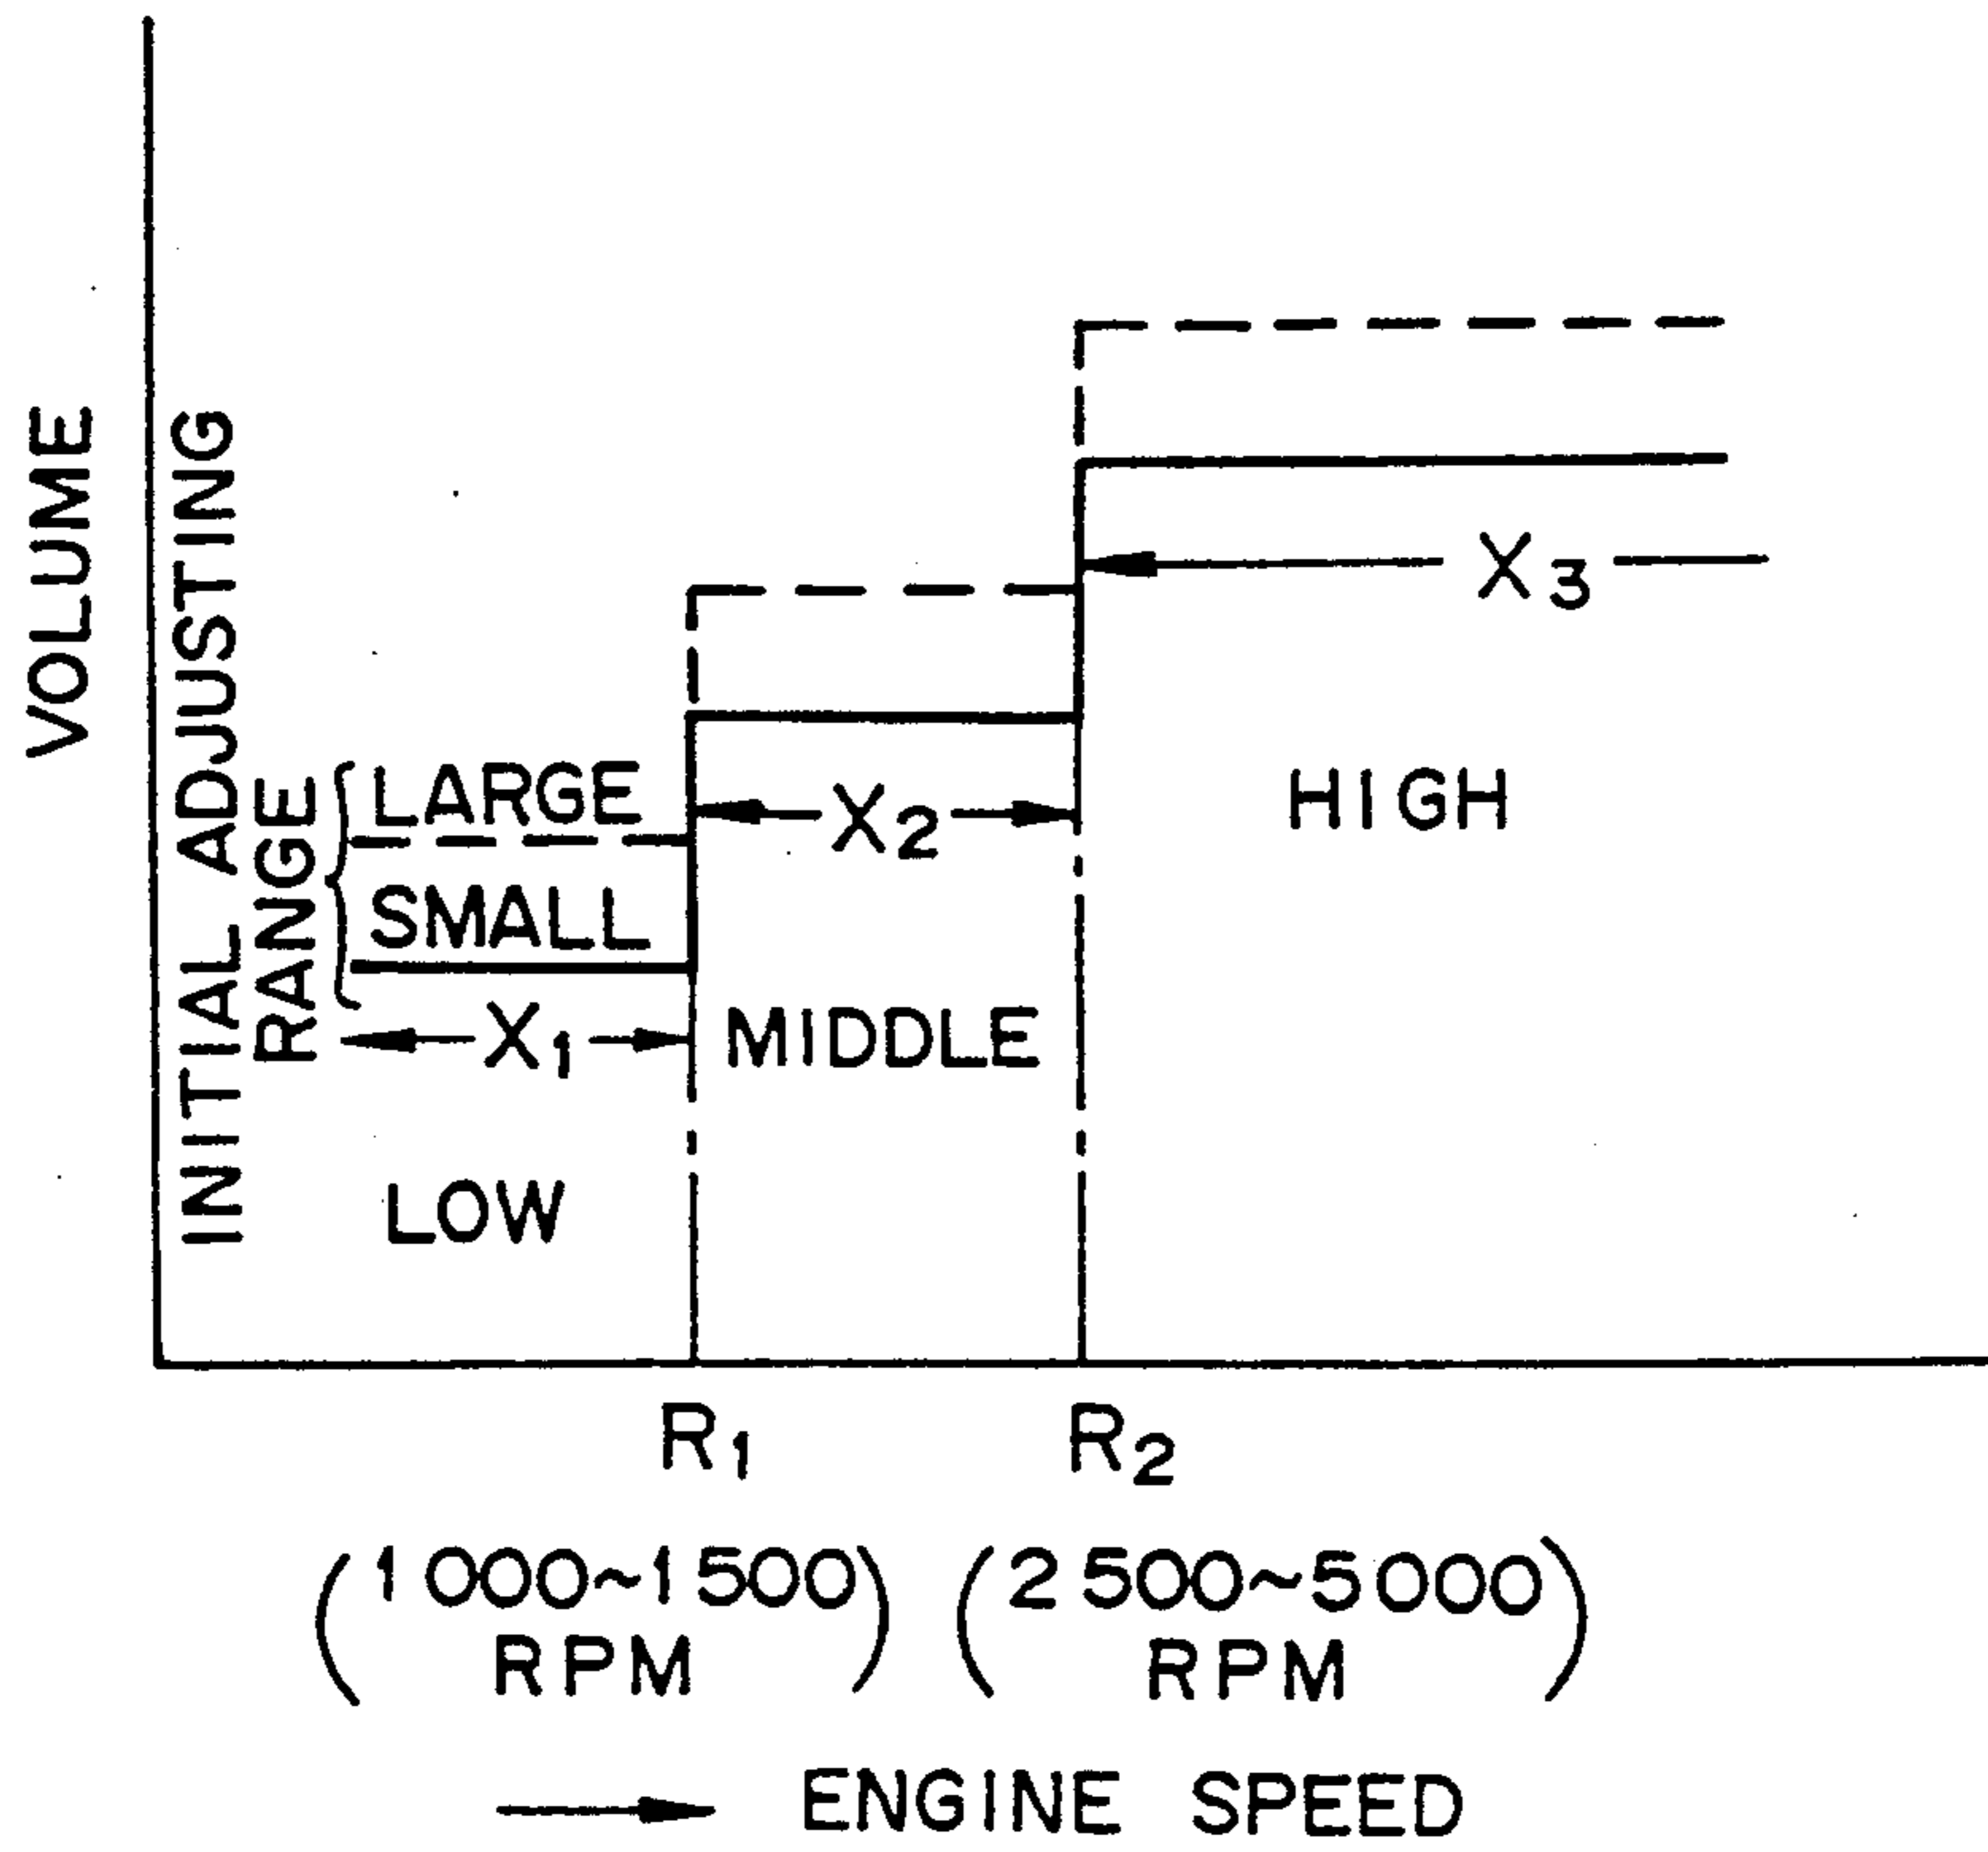 VOLUME
INITIAL ADJUSTING
RANGE
LARGE
SMALL
X1
LOW
X2
MIDDLE
X3
HIGH
R1
R2
(1000~1500 RPM)
(2500~5000 RPM)
ENGINE SPEED